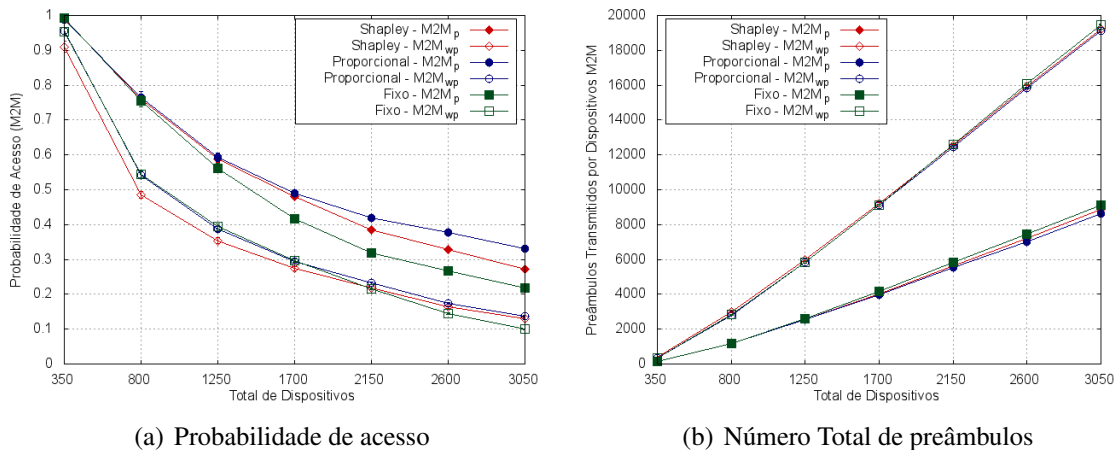 Probabilidade de Acesso (M2M)
1
0.9
0.8
0.7
0.6
0.5
0.4
0.3
0.2
0.1
0
Shapley - M2Mp
Shapley - M2Mwp
Proporcional - M2Mp
Proporcional - M2Mwp
Fixo - M2Mp
Fixo - M2Mwp
350 800 1250 1700 2150 2600 3050
Total de Dispositivos
(a) Probabilidade de acesso
Preâmbulos Transmitidos por Dispositivos M2M
20000
18000
16000
14000
12000
10000
8000
6000
4000
2000
0
Shapley - M2Mp
Shapley - M2Mwp
Proporcional - M2Mp
Proporcional - M2Mwp
Fixo - M2Mp
Fixo - M2Mwp
350 800 1250 1700 2150 2600 3050
Total de Dispositivos
(b) Número Total de preâmbulos